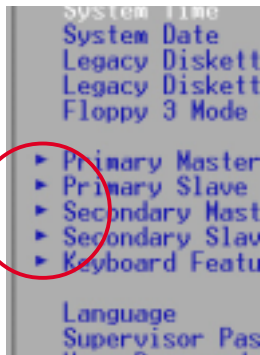 System Time
System Date
Legacy Diskett
Legacy Diskett
Floppy 3 Mode
Primary Master
Primary Slave
Secondary Mast
Secondary Slav
Keyboard Featu
Language
Supervisor Pas